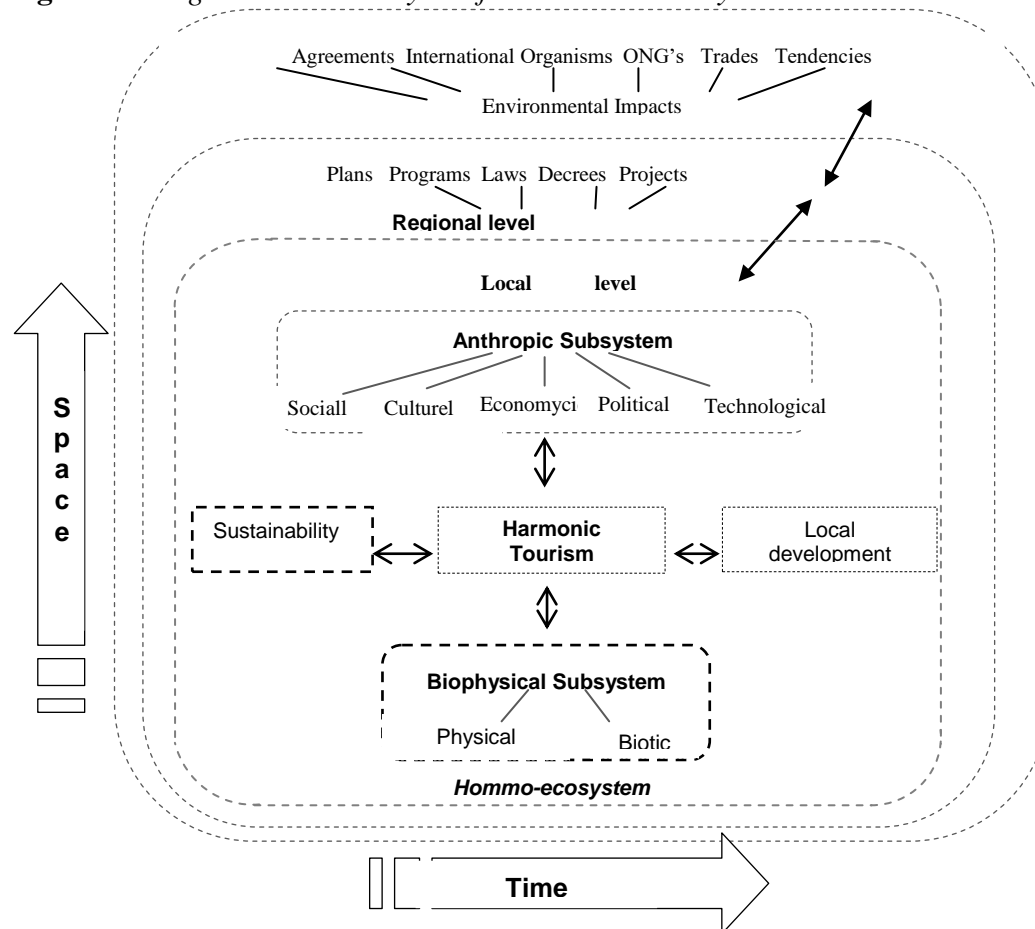 Agreements International Organisms ONG's Trades Tendencies
Environmental Impacts
Plans Programs Laws Decrees Projects
Regional level
Local level
Anthropic Subsystem
Sociall Culturel Economyci Political Technological
Space
Sustainability
Harmonic
Tourism
Local
development
Biophysical Subsystem
Physical Biotic
Hommo-ecosystem
Time